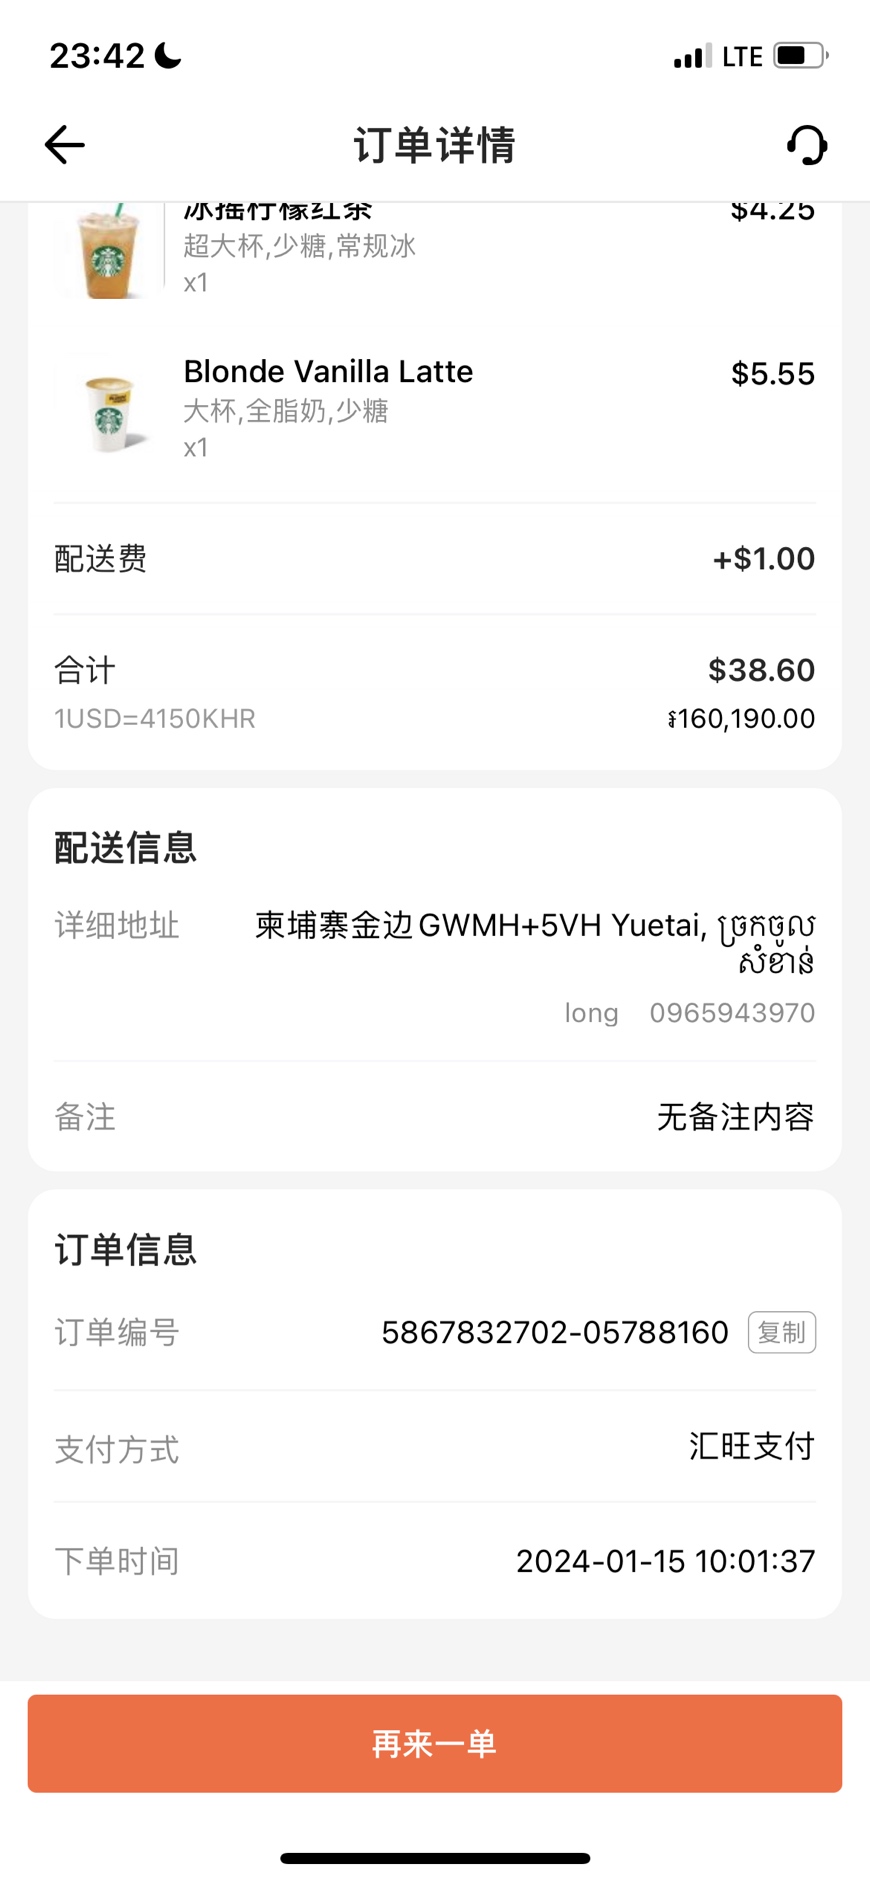 23:42
LTE
订单详情
冰摇柠檬红茶
$4.25
超大杯,少糖,常规冰
x1
Blonde Vanilla Latte
$5.55
大杯,全脂奶,少糖
x1
配送费
+$1.00
合计
$38.60
1USD=4150KHR
៛160,190.00
配送信息
详细地址
柬埔寨金边GWMH+5VH Yuetai, ច្រកចូល
សំខាន់
long 0965943970
备注
无备注内容
订单信息
订单编号
5867832702-05788160
复制
支付方式
汇旺支付
下单时间
2024-01-15 10:01:37
再来一单